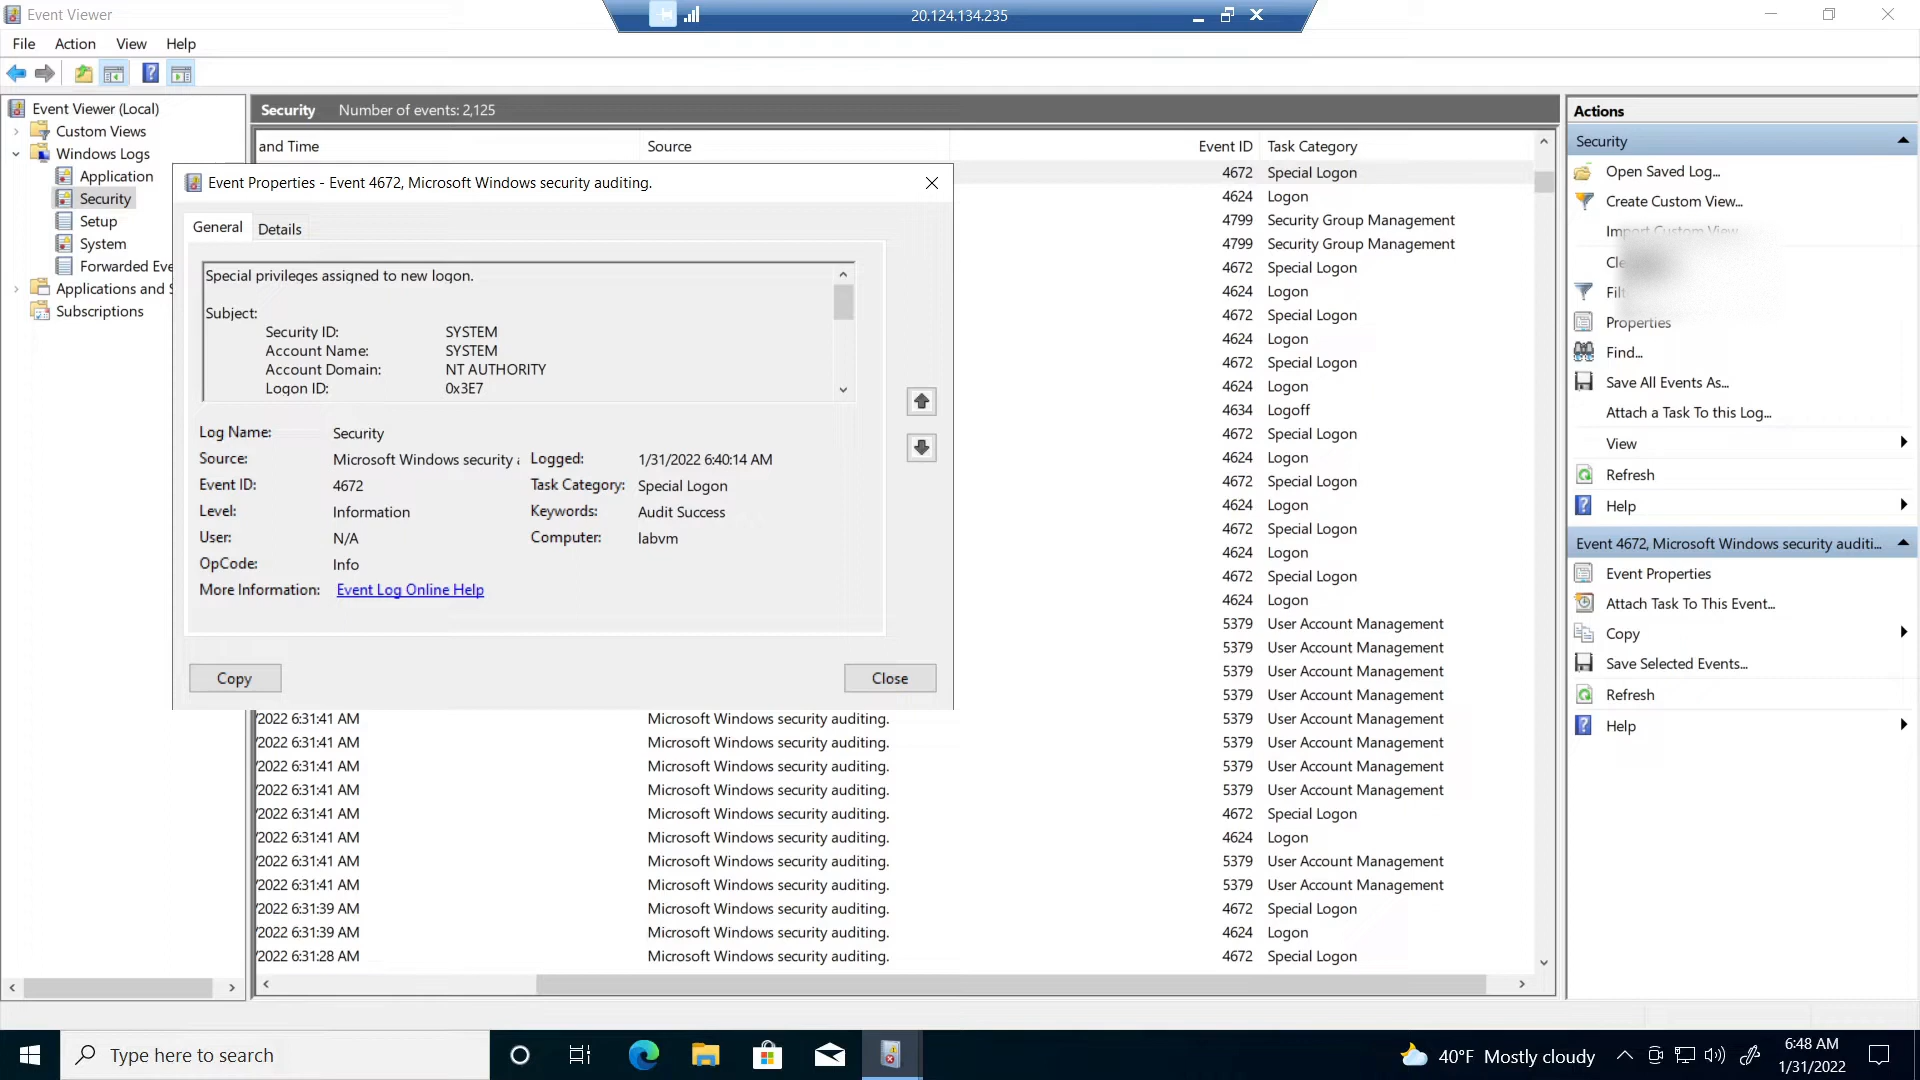 Event Viewer
20.124.134.235
File Action View Help
Event Viewer (Local)
Custom Views
Windows Logs
Application
Security
Setup
System
Forwarded Eve
Applications and S
Subscriptions
Security Number of events: 2,125
and Time Source Event ID Task Category
4672 Special Logon
4624 Logon
4799 Security Group Management
4799 Security Group Management
4672 Special Logon
4624 Logon
4672 Special Logon
4624 Logon
4672 Special Logon
4624 Logon
4634 Logoff
4672 Special Logon
4624 Logon
4672 Special Logon
4624 Logon
4672 Special Logon
4624 Logon
4672 Special Logon
4624 Logon
5379 User Account Management
5379 User Account Management
5379 User Account Management
5379 User Account Management
/2022 6:31:41 AM Microsoft Windows security auditing. 5379 User Account Management
/2022 6:31:41 AM Microsoft Windows security auditing. 5379 User Account Management
/2022 6:31:41 AM Microsoft Windows security auditing. 5379 User Account Management
/2022 6:31:41 AM Microsoft Windows security auditing. 5379 User Account Management
/2022 6:31:41 AM Microsoft Windows security auditing. 4672 Special Logon
/2022 6:31:41 AM Microsoft Windows security auditing. 4624 Logon
/2022 6:31:41 AM Microsoft Windows security auditing. 5379 User Account Management
/2022 6:31:41 AM Microsoft Windows security auditing. 5379 User Account Management
/2022 6:31:39 AM Microsoft Windows security auditing. 4672 Special Logon
/2022 6:31:39 AM Microsoft Windows security auditing. 4624 Logon
/2022 6:31:28 AM Microsoft Windows security auditing. 4672 Special Logon
Event Properties - Event 4672, Microsoft Windows security auditing.
General Details
Special privileges assigned to new logon.
Subject:
Security ID: SYSTEM
Account Name: SYSTEM
Account Domain: NT AUTHORITY
Logon ID: 0x3E7
Log Name: Security
Source: Microsoft Windows security Logged: 1/31/2022 6:40:14 AM
Event ID: 4672 Task Category: Special Logon
Level: Information Keywords: Audit Success
User: N/A Computer: labvm
OpCode: Info
More Information: Event Log Online Help
Copy Close
Actions
Security
Open Saved Log...
Create Custom View...
Import Custom View
Cle
Filt
Properties
Find...
Save All Events As...
Attach a Task To this Log...
View
Refresh
Help
Event 4672, Microsoft Windows security auditi...
Event Properties
Attach Task To This Event...
Copy
Save Selected Events...
Refresh
Help
Type here to search
40°F Mostly cloudy
6:48 AM
1/31/2022